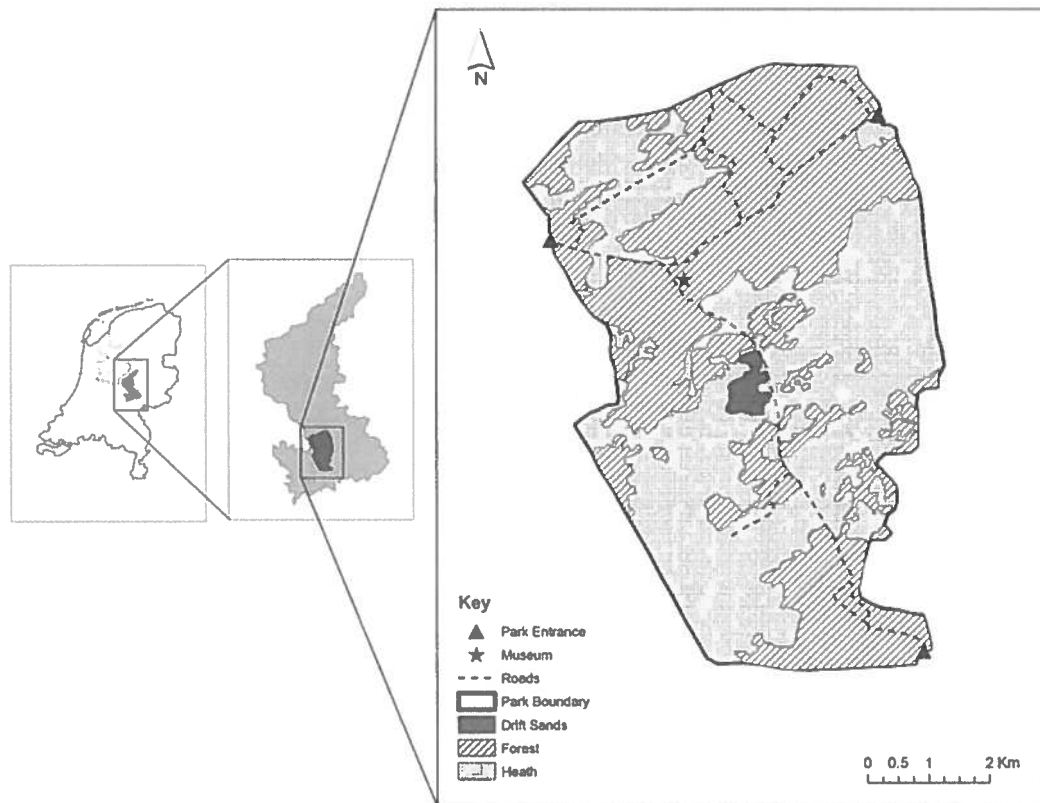 N
Key
Park Entrance
Museum
Roads
Park Boundary
Drift Sands
Forest
Heath
0 0.5 1 2 Km